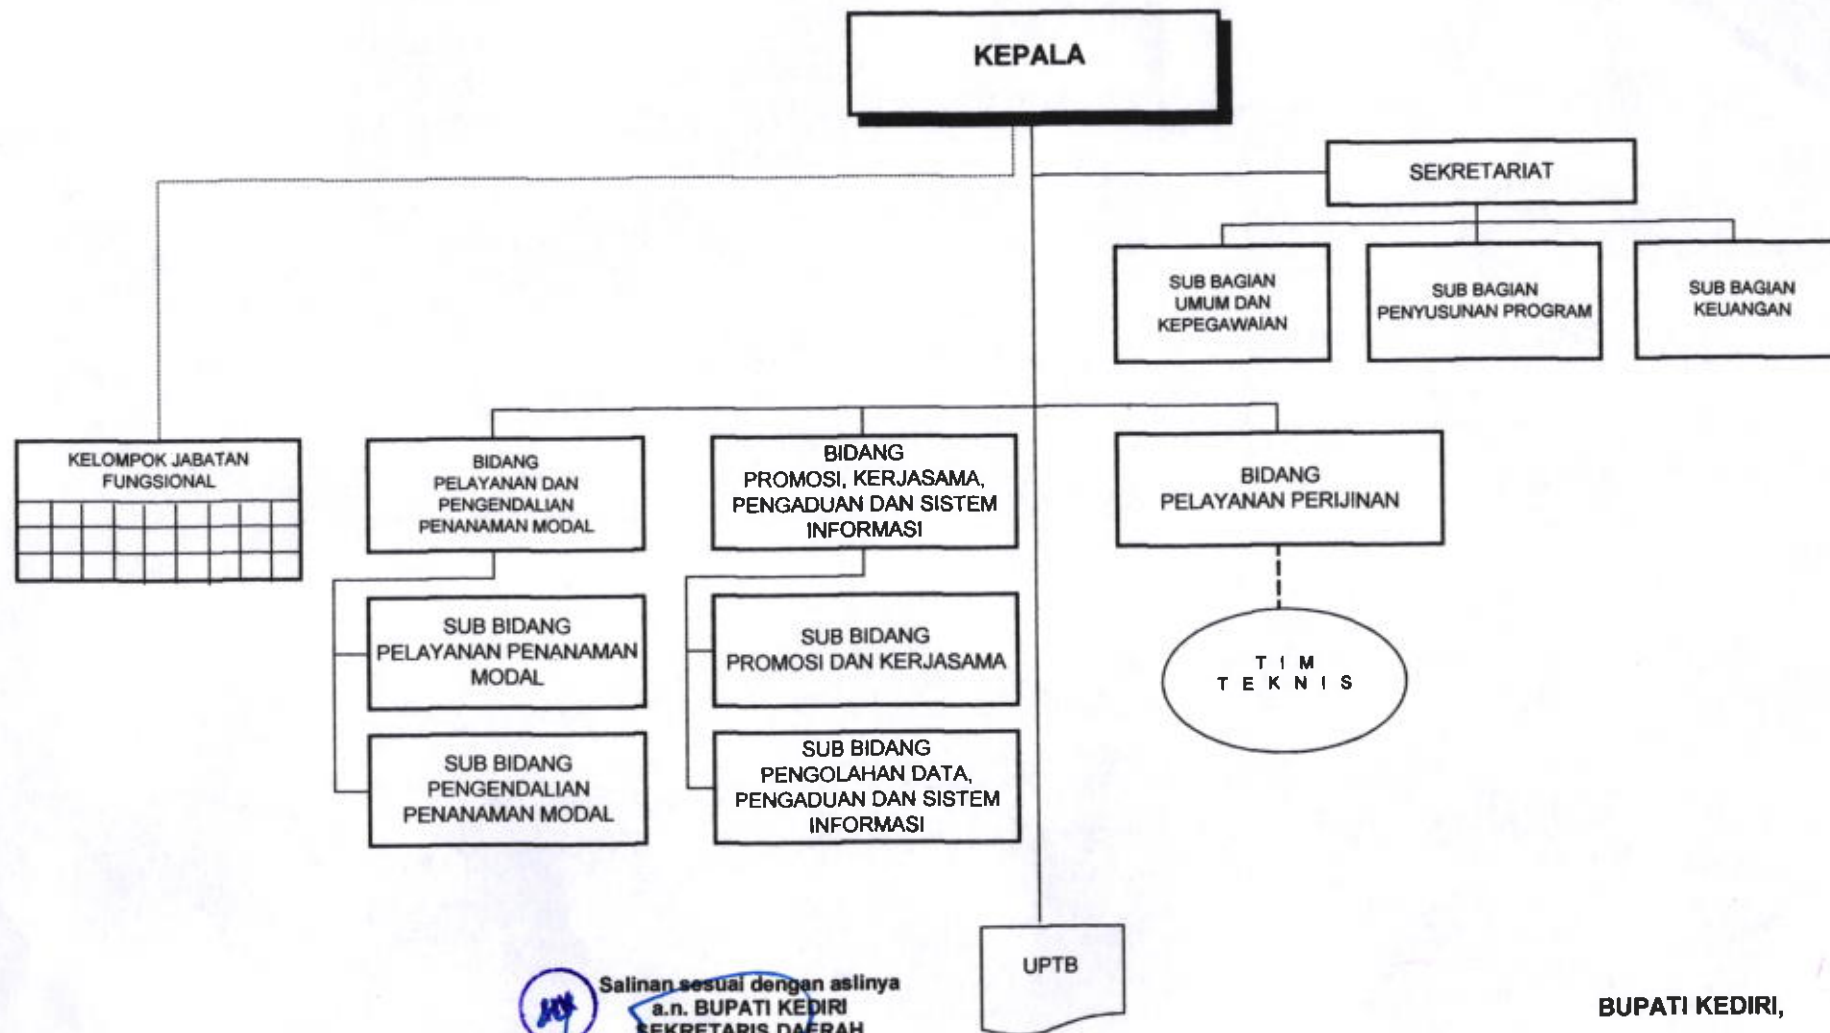 KEPALA
SEKRETARIAT
SUB BAGIAN
UMUM DAN
KEPEGAWAIAN
SUB BAGIAN
PENYUSUNAN PROGRAM
SUB BAGIAN
KEUANGAN
KELOMPOK JABATAN
FUNGSIONAL
BIDANG
PELAYANAN DAN
PENGENDALIAN
PENANAMAN MODAL
BIDANG
PROMOSI, KERJASAMA,
PENGADUAN DAN SISTEM
INFORMASI
BIDANG
PELAYANAN PERIJINAN
SUB BIDANG
PELAYANAN PENANAMAN
MODAL
SUB BIDANG
PROMOSI DAN KERJASAMA
T I M
T E K N I S
SUB BIDANG
PENGENDALIAN
PENANAMAN MODAL
SUB BIDANG
PENGOLAHAN DATA,
PENGADUAN DAN SISTEM
INFORMASI
UPTB
Salinan sesuai dengan aslinya
a.n. BUPATI KEDIRI
SEKRETARIS DAERAH
BUPATI KEDIRI,